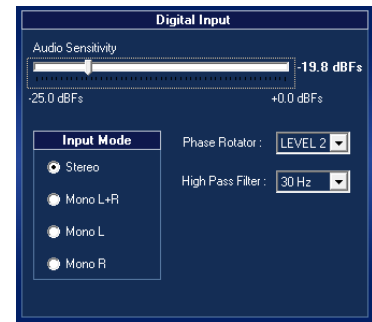 Digital Input
Audio Sensitivity
-19.8 dBFs
-25.0 dBFs +0.0 dBFs
Input Mode
Stereo
Mono L+R
Mono L
Mono R
Phase Rotator : LEVEL 2
High Pass Filter : 30 Hz